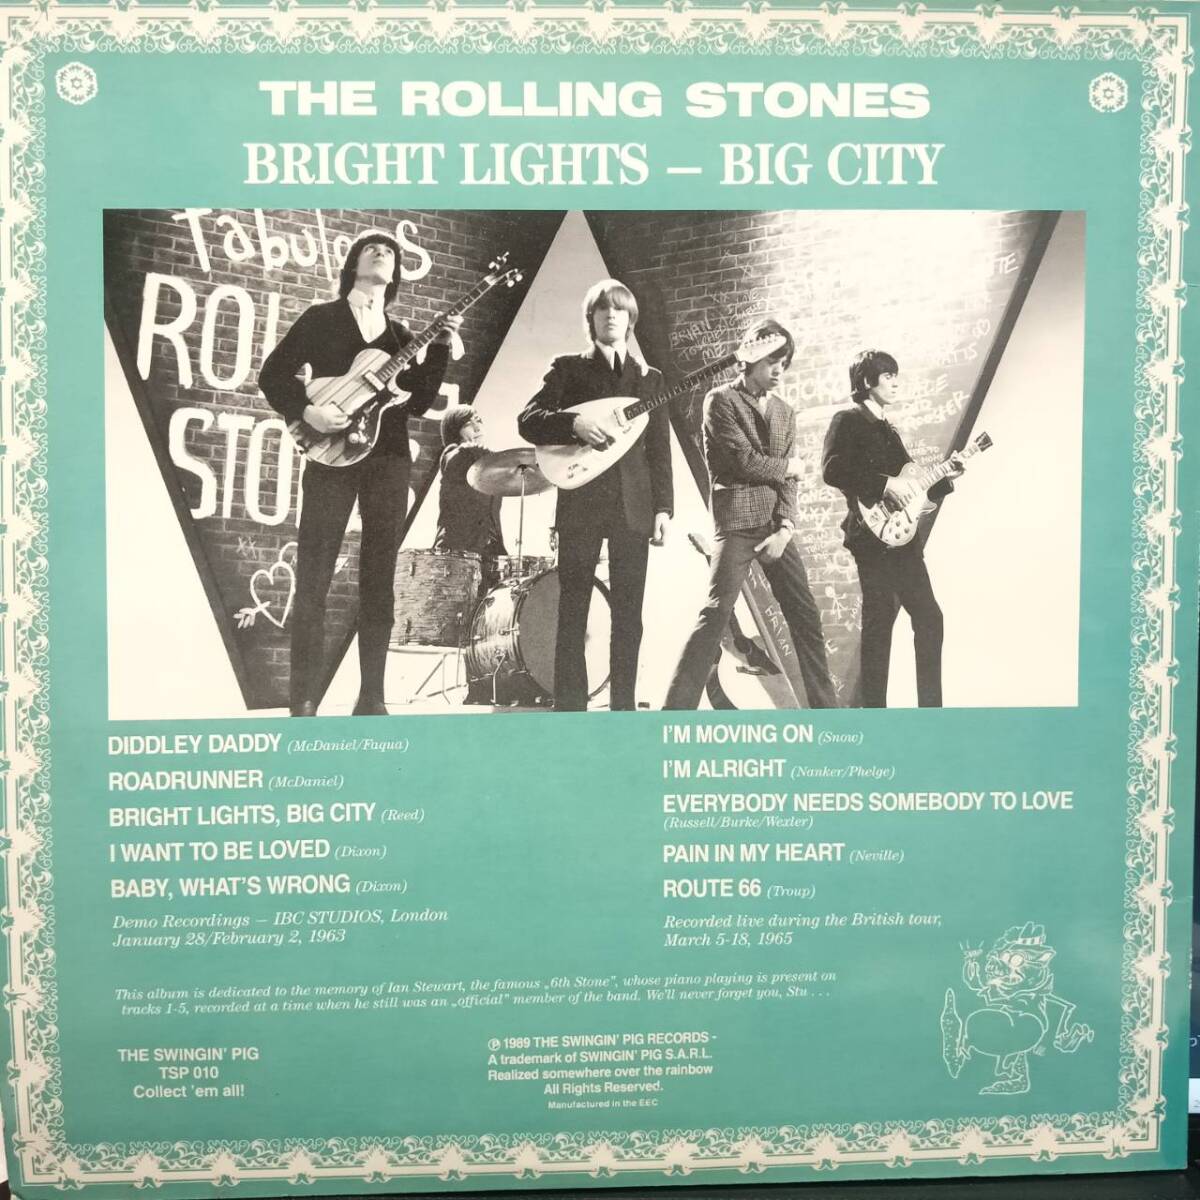 THE ROLLING STONES
BRIGHT LIGHTS – BIG CITY
Fabulous
ROLLING
STO
XX
BRIAN
DIDDLEY DADDY (McDaniel/Faqua)
ROADRUNNER (McDaniel)
BRIGHT LIGHTS, BIG CITY (Reed)
I WANT TO BE LOVED (Dixon)
BABY, WHAT'S WRONG (Dixon)
Demo Recordings – IBC STUDIOS, London
January 28/February 2, 1963
I'M MOVING ON (Snow)
I'M ALRIGHT (Nanker/Phelge)
EVERYBODY NEEDS SOMEBODY TO LOVE
(Russell/Burke/Wexler)
PAIN IN MY HEART (Neville)
ROUTE 66 (Troup)
Recorded live during the British tour,
March 5-18, 1965
This album is dedicated to the memory of Ian Stewart, the famous „6th Stone", whose piano playing is present on
tracks 1-5, recorded at a time when he still was an „official" member of the band. We'll never forget you, Stu . . .
THE SWINGIN' PIG
TSP 010
Collect 'em all!
℗ 1989 THE SWINGIN' PIG RECORDS -
A trademark of SWINGIN' PIG S.A.R.L.
Realized somewhere over the rainbow
All Rights Reserved.
Manufactured in the EEC